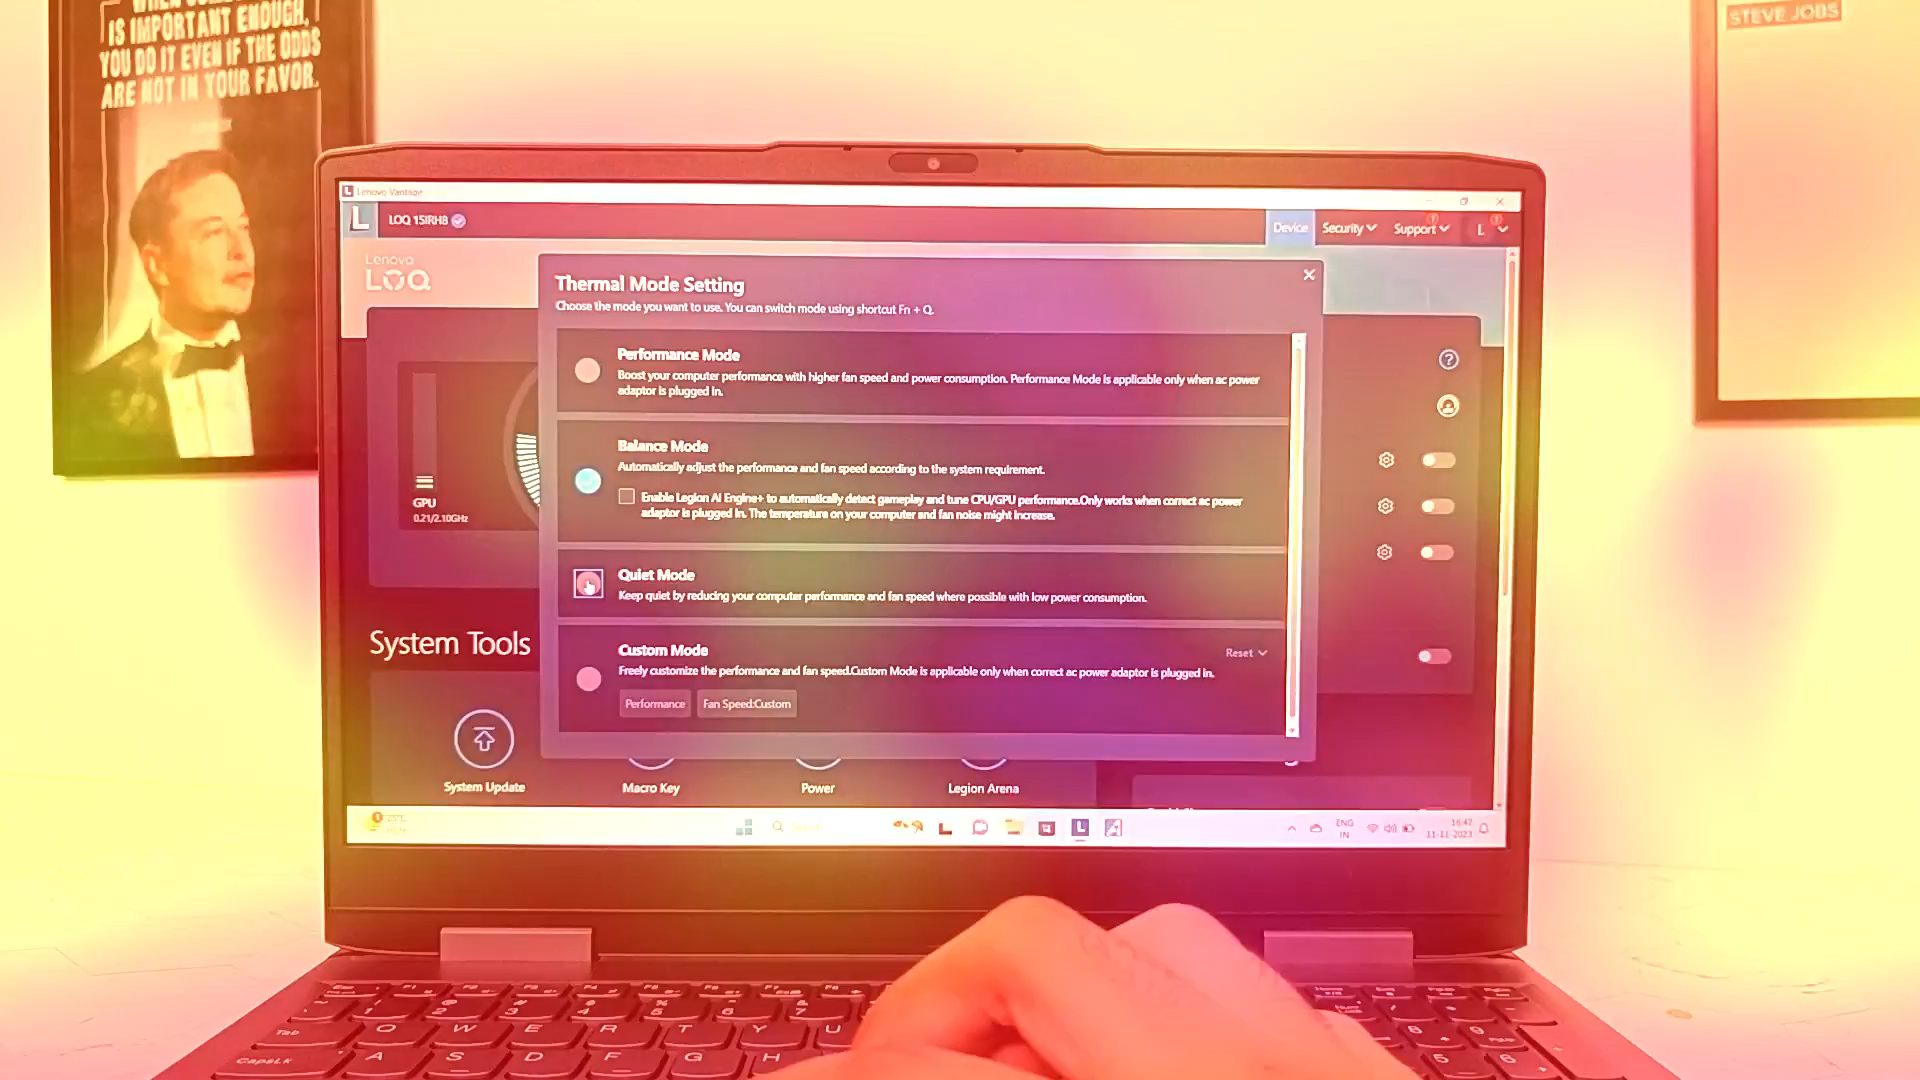 IS IMPORTANT ENOUGH,
YOU DO IT EVEN IF THE ODDS
ARE NOT IN YOUR FAVOR.
STEVE JOBS
Lenovo Vantage
LOQ 15IRH8
Device
Security
Support
L
Lenovo
LOQ
Thermal Mode Setting
Choose the mode you want to use. You can switch mode using shortcut Fn + Q.
Performance Mode
Boost your computer performance with higher fan speed and power consumption. Performance Mode is applicable only when ac power
adaptor is plugged in.
Balance Mode
Automatically adjust the performance and fan speed according to the system requirement.
Enable Legion AI Engine+ to automatically detect gameplay and tune CPU/GPU performance.Only works when correct ac power
adaptor is plugged in. The temperature on your computer and fan noise might increase.
GPU
0.21/2.10GHz
Quiet Mode
Keep quiet by reducing your computer performance and fan speed where possible with low power consumption.
Custom Mode
Reset
Freely customize the performance and fan speed.Custom Mode is applicable only when correct ac power adaptor is plugged in.
Performance
Fan Speed:Custom
System Tools
System Update
Macro Key
Power
Legion Arena
ENG
IN
16:42
11-11-2023
Tab
Q W E R T Y U
CapsLk
A S D F G H